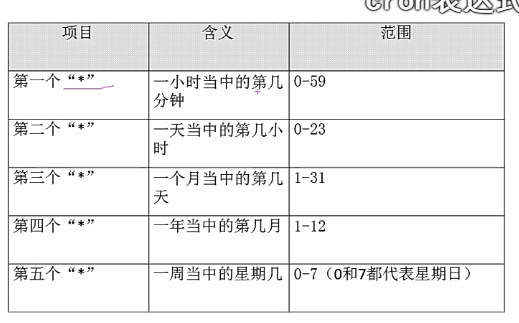 cron表达式
项目 含义 范围
第一个“*” 一小时当中的第几 0-59
分钟
第二个“*” 一天当中的第几小 0-23
时
第三个“*” 一个月当中的第几 1-31
天
第四个“*” 一年当中的第几月 1-12
第五个“*” 一周当中的星期几 0-7（0和7都代表星期日）